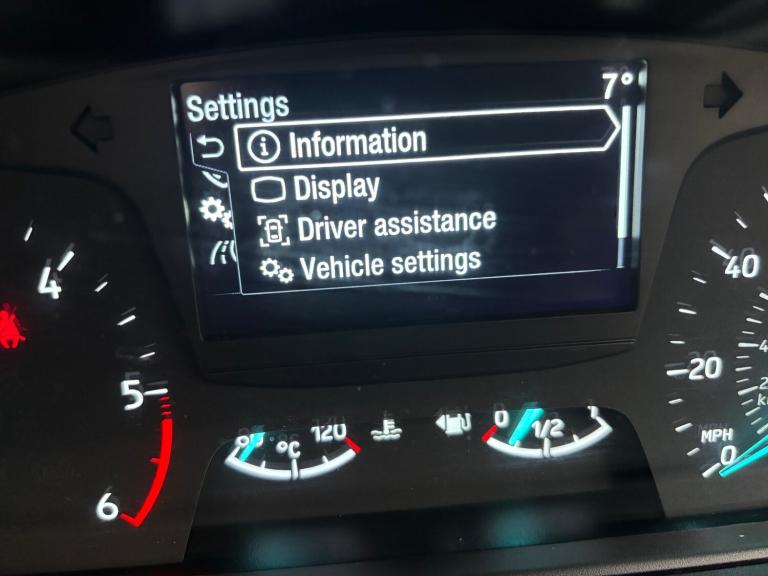 7°
Settings
Information
Display
Driver assistance
Vehicle settings
4
5
6
°C
120
0
1/2
1
40
20
MPH
0